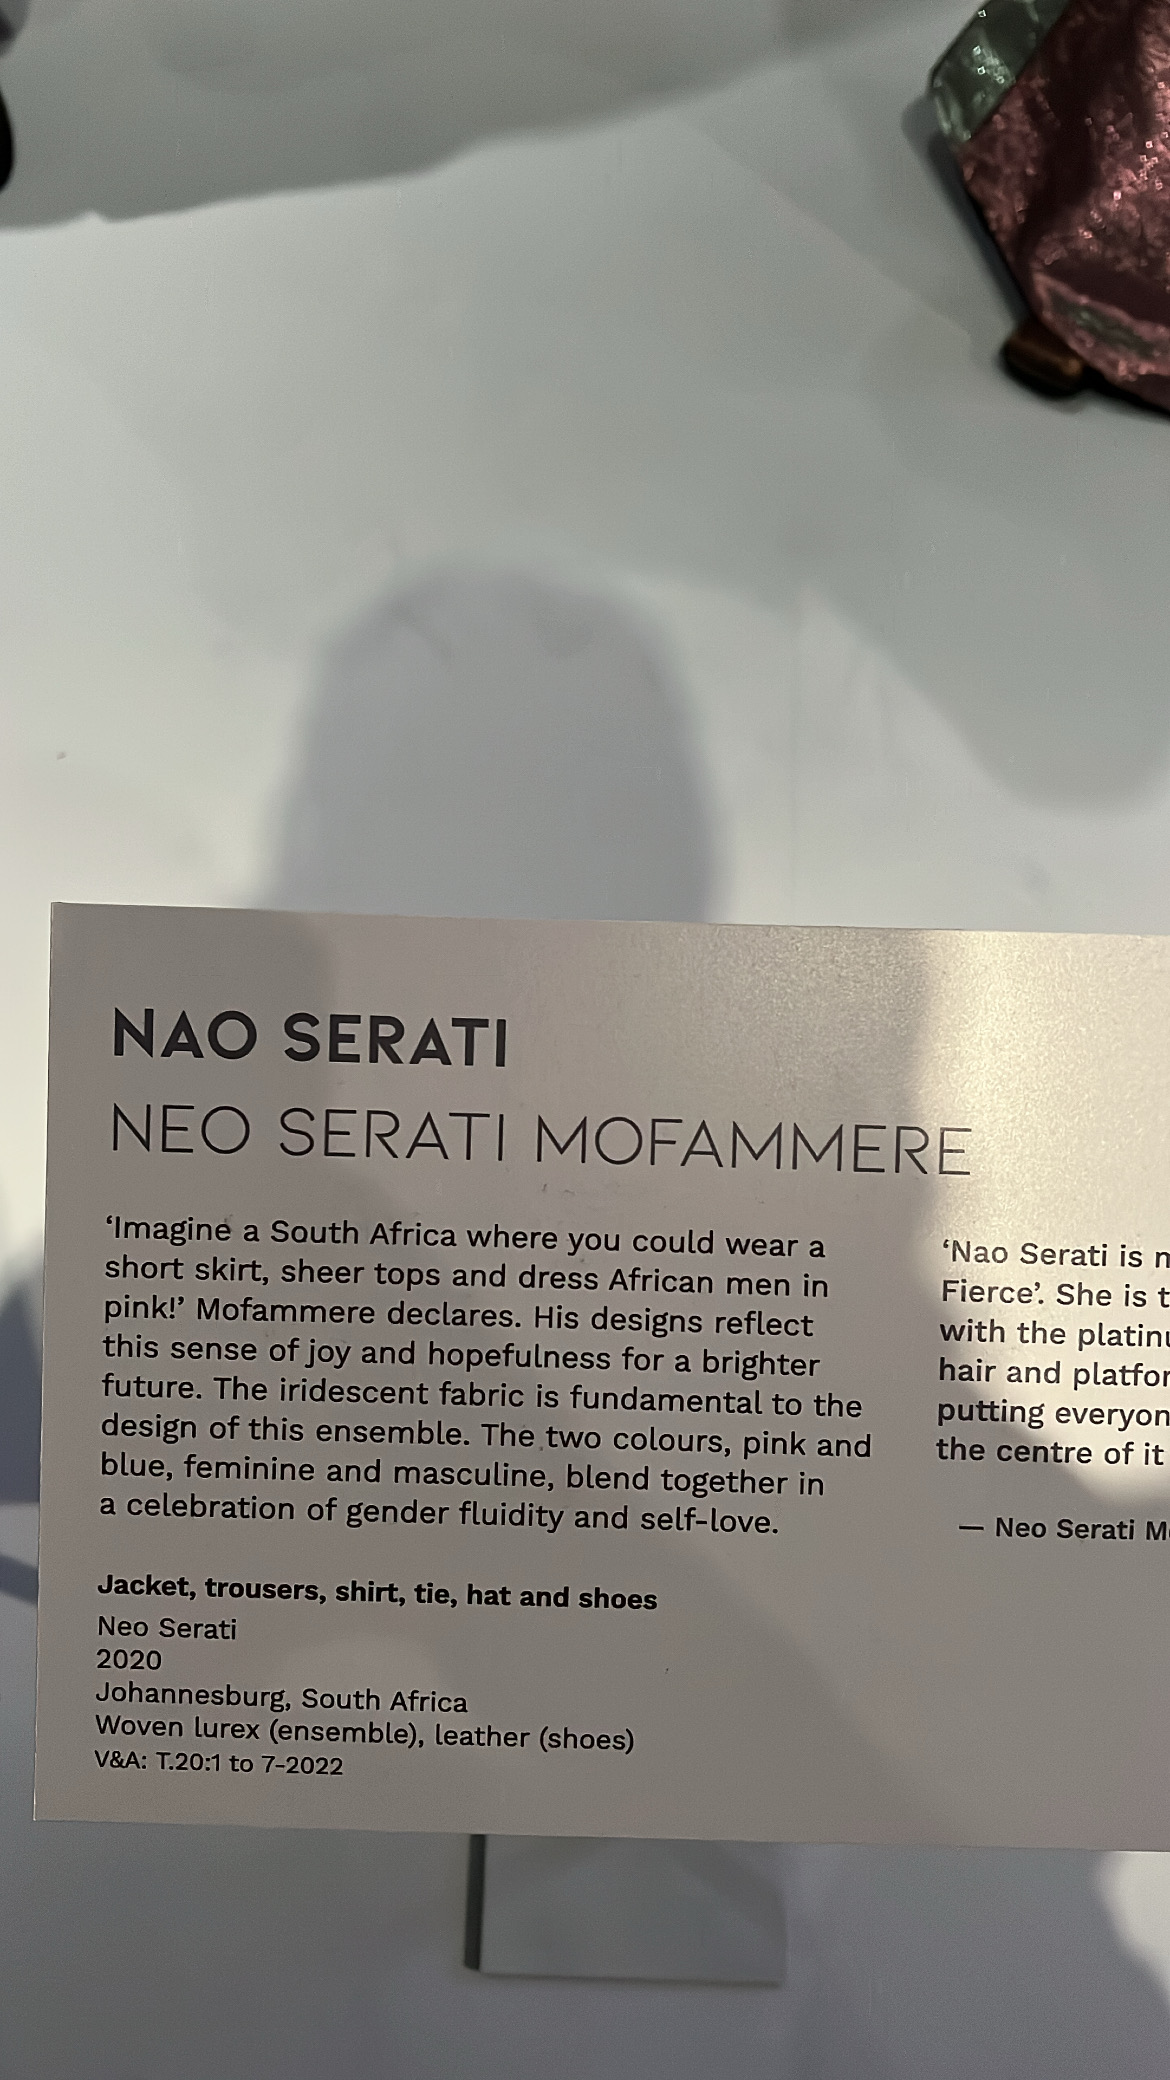 NAO SERATI
NEO SERATI MOFAMMERE
‘Imagine a South Africa where you could wear a
short skirt, sheer tops and dress African men in
pink!’ Mofammere declares. His designs reflect
this sense of joy and hopefulness for a brighter
future. The iridescent fabric is fundamental to the
design of this ensemble. The two colours, pink and
blue, feminine and masculine, blend together in
a celebration of gender fluidity and self-love.
Jacket, trousers, shirt, tie, hat and shoes
Neo Serati
2020
Johannesburg, South Africa
Woven lurex (ensemble), leather (shoes)
V&A: T.20:1 to 7-2022
‘Nao Serati is
Fierce’. She is
with the
hair and
putting
the centre of it
— Neo Serati